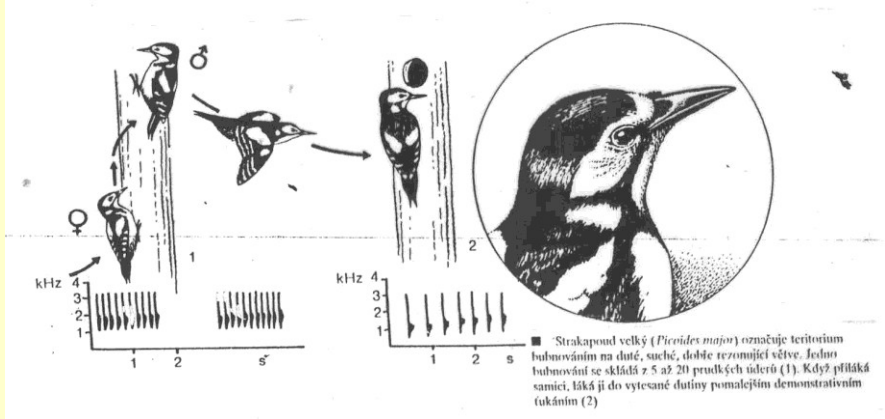 ♂
♀
1
2
kHz
4
3
2
1
1
2
s
kHz
4
3
2
1
1
2
s
■ Strakapoud velký (Picoides major) označuje teritorium
bubnováním na duté, suché, dobře rezonující větve. Jedno
bubnování se skládá z 5 až 20 prudkých úderů (1). Když přiláká
samici, láká ji do vytesané dutiny pomalejším demonstrativním
ťukáním (2)